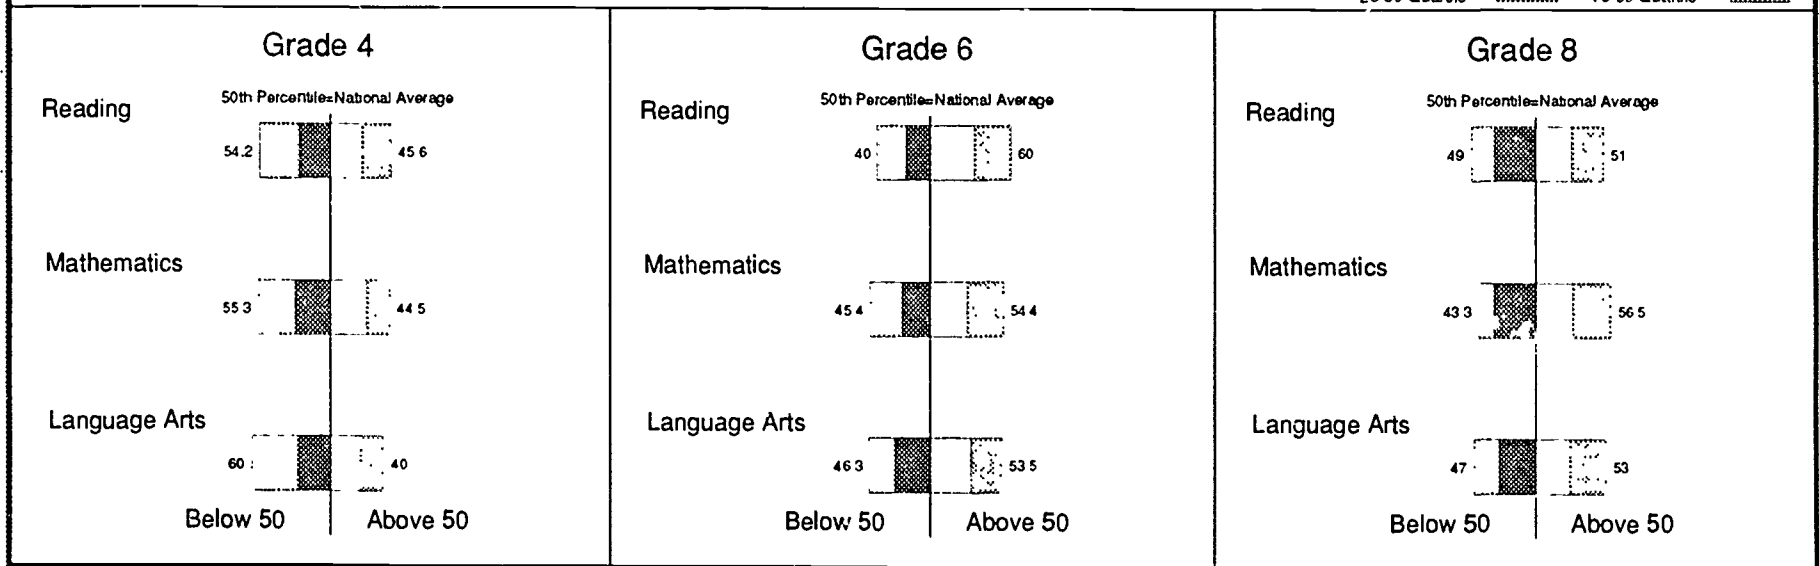 Grade 4
Reading
50th Percentile=National Average
54.2
45 6
Mathematics
55 3
44 5
Language Arts
60
40
Below 50
Above 50
Grade 6
Reading
50th Percentile=National Average
40
60
Mathematics
45 4
54 4
Language Arts
46 3
53 5
Below 50
Above 50
Grade 8
Reading
50th Percentile=National Average
49
51
Mathematics
43 3
56 5
Language Arts
47
53
Below 50
Above 50